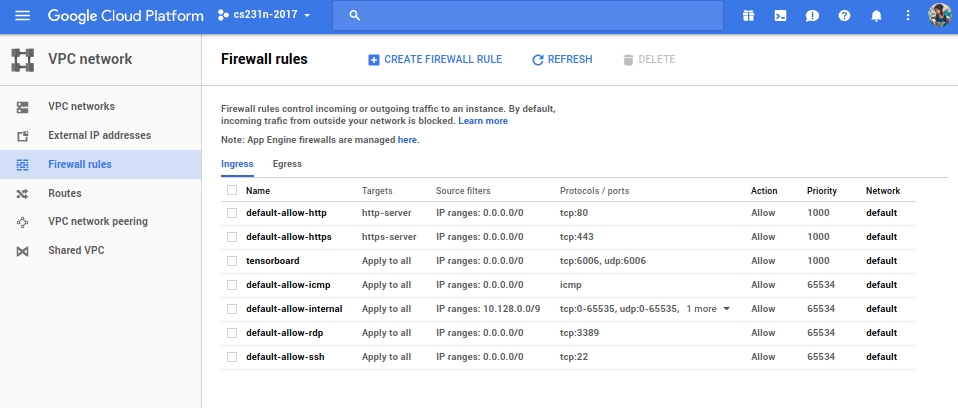 Google Cloud Platform cs231n-2017
VPC network
Firewall rules CREATE FIREWALL RULE REFRESH DELETE
VPC networks
External IP addresses
Firewall rules
Routes
VPC network peering
Shared VPC
Firewall rules control incoming or outgoing traffic to an instance. By default,
incoming trafic from outside your network is blocked. Learn more
Note: App Engine firewalls are managed here.
Ingress Egress
Name Targets Source filters Protocols / ports Action Priority Network
default-allow-http http-server IP ranges: 0.0.0.0/0 tcp:80 Allow 1000 default
default-allow-https https-server IP ranges: 0.0.0.0/0 tcp:443 Allow 1000 default
tensorboard Apply to all IP ranges: 0.0.0.0/0 tcp:6006, udp:6006 Allow 1000 default
default-allow-icmp Apply to all IP ranges: 0.0.0.0/0 icmp Allow 65534 default
default-allow-internal Apply to all IP ranges: 10.128.0.0/9 tcp:0-65535, udp:0-65535, 1 more Allow 65534 default
default-allow-rdp Apply to all IP ranges: 0.0.0.0/0 tcp:3389 Allow 65534 default
default-allow-ssh Apply to all IP ranges: 0.0.0.0/0 tcp:22 Allow 65534 default